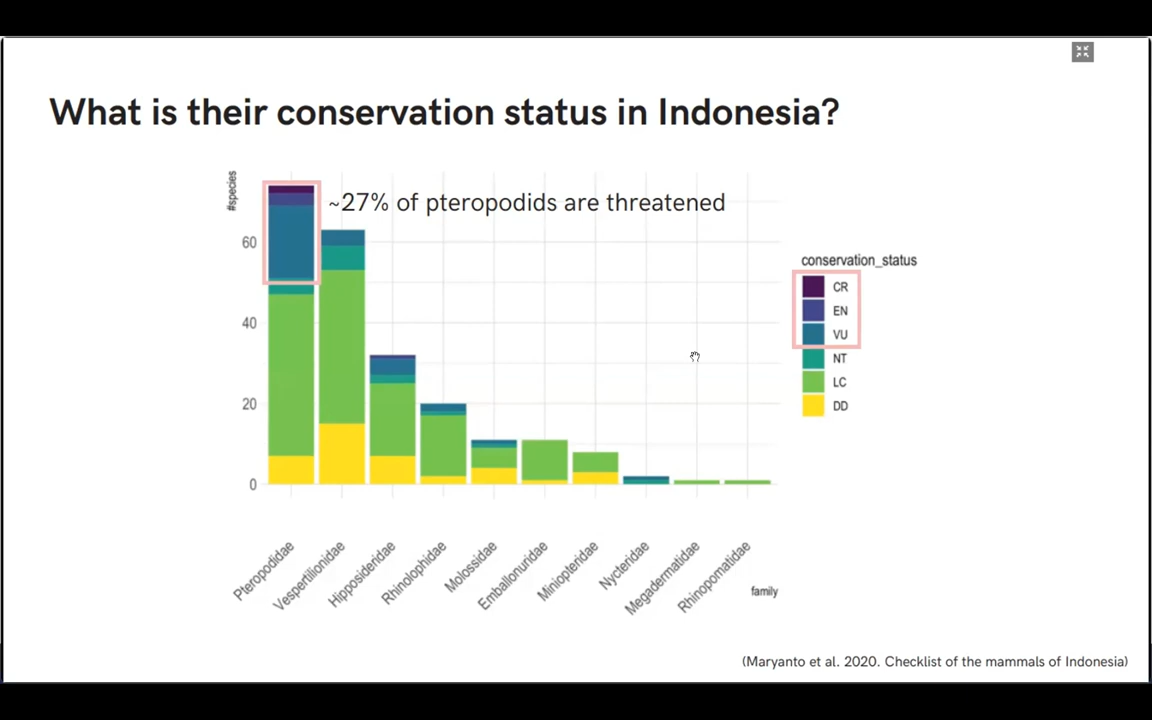 What is their conservation status in Indonesia?
#species
~27% of pteropodids are threatened
60
40
20
0
conservation_status
CR
EN
VU
NT
LC
DD
Pteropodidae
Vespertilionidae
Hipposideridae
Rhinolophidae
Molossidae
Emballonuridae
Miniopteridae
Nycteridae
Megadermatidae
Rhinopomatidae
family
(Maryanto et al. 2020. Checklist of the mammals of Indonesia)